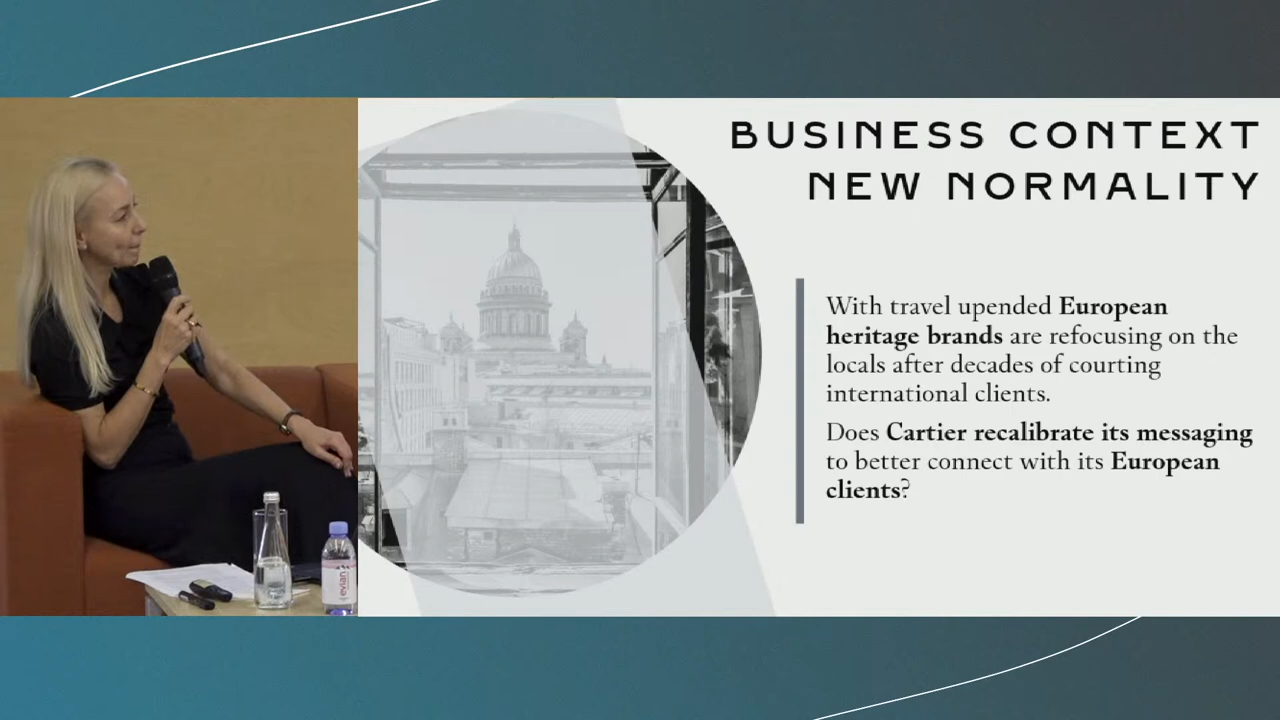 BUSINESS CONTEXT
NEW NORMALITY
With travel upended European
heritage brands are refocusing on the
locals after decades of courting
international clients.
Does Cartier recalibrate its messaging
to better connect with its European
clients?
evian